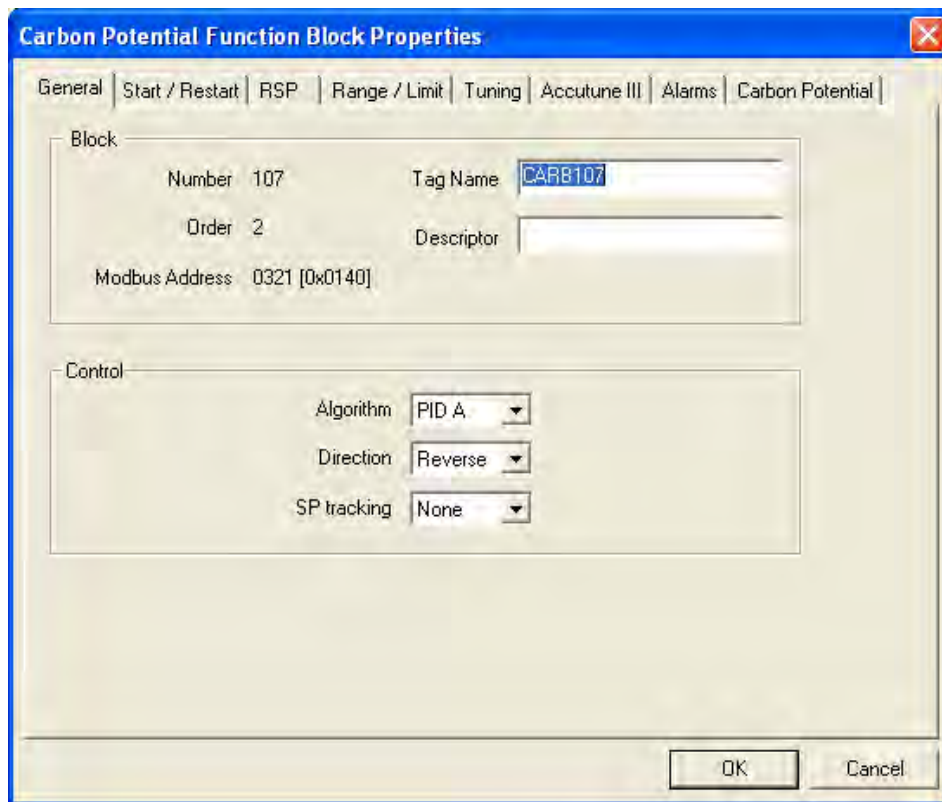 Carbon Potential Function Block Properties
General Start / Restart RSP Range / Limit Tuning Accutune III Alarms Carbon Potential
Block
Number 107 Tag Name CARB107
Order 2 Descriptor
Modbus Address 0321 [0x0140]
Control
Algorithm PID A
Direction Reverse
SP tracking None
OK Cancel